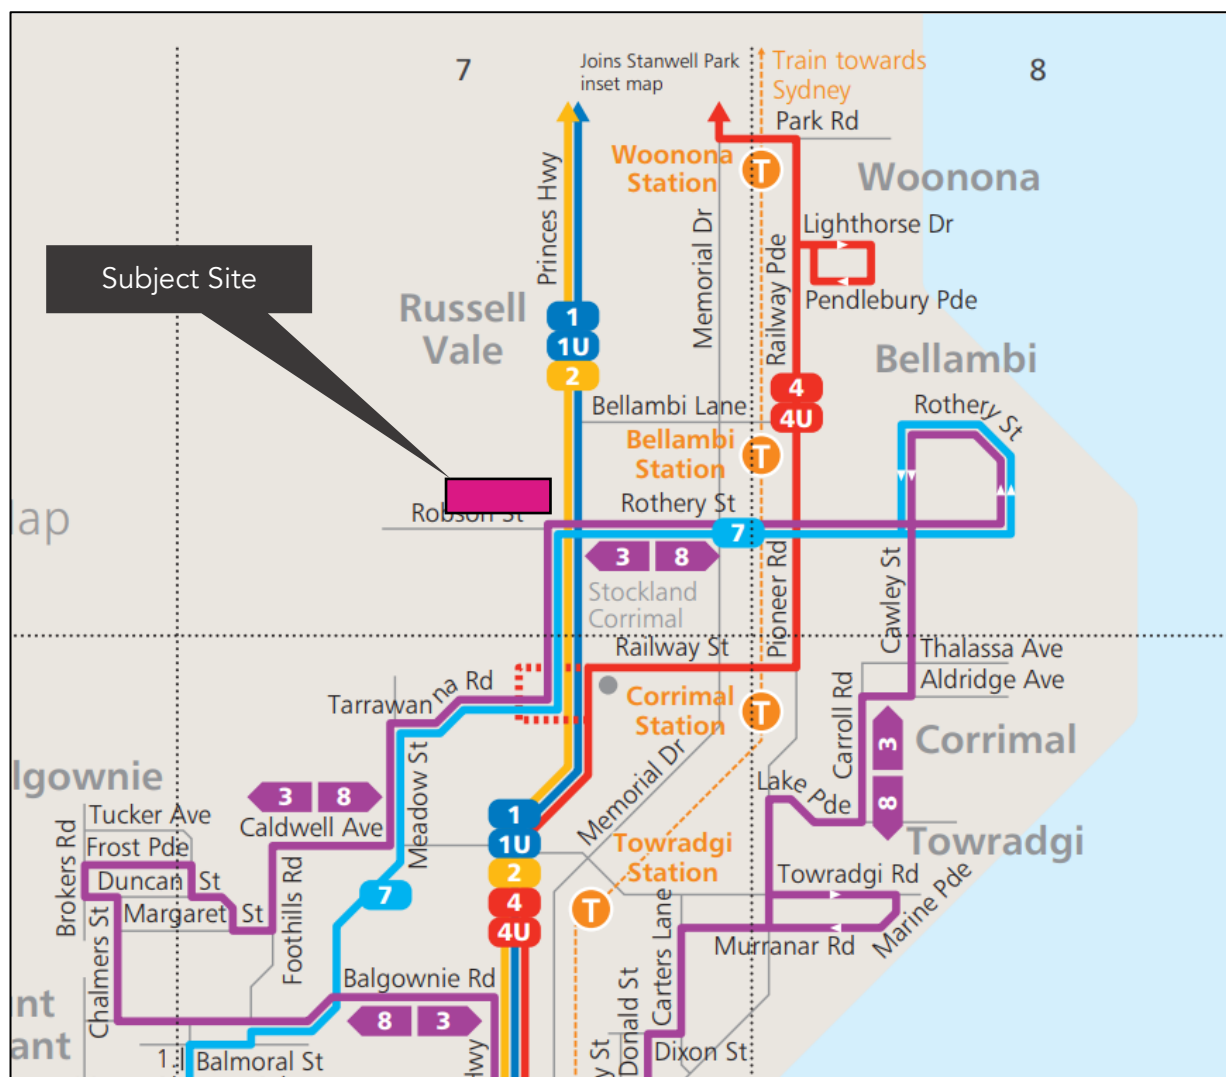 7
Joins Stanwell Park
inset map
Train towards
Sydney
8
Park Rd
Woonona
Station
T
Woonona
Princes Hwy
Memorial Dr
Railway Pde
Lighthorse Dr
Pendlebury Pde
Subject Site
Russell
Vale
1
1U
2
Bellambi
4
4U
Bellambi Lane
Rothery St
Bellambi
Station
T
Robson St
Rothery St
7
3
8
Stockland
Corrimal
Pioneer Rd
Cawley St
Railway St
Thalassa Ave
Aldridge Ave
Tarrawanna Rd
Corrimal
Station
T
Carroll Rd
3
8
Corrimal
Meadow St
Memorial Dr
Lake Pde
3
8
Tucker Ave
Caldwell Ave
Frost Pde
Brokers Rd
Duncan St
Margaret St
Foothills Rd
Chalmers St
7
1
1U
2
4
4U
Towradgi
Station
T
Towradgi
Towradgi Rd
Marine Pde
Murranar Rd
Carters Lane
Balgownie Rd
8
3
Donald St
Dixon St
Balmoral St
Hwy
lgownie